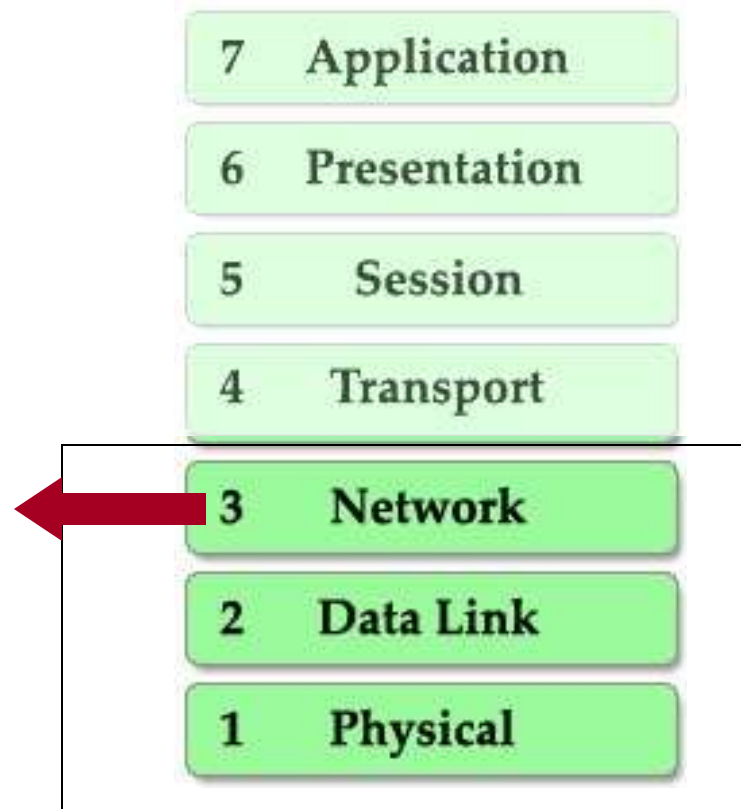 7 Application
6 Presentation
5 Session
4 Transport
3 Network
2 Data Link
1 Physical